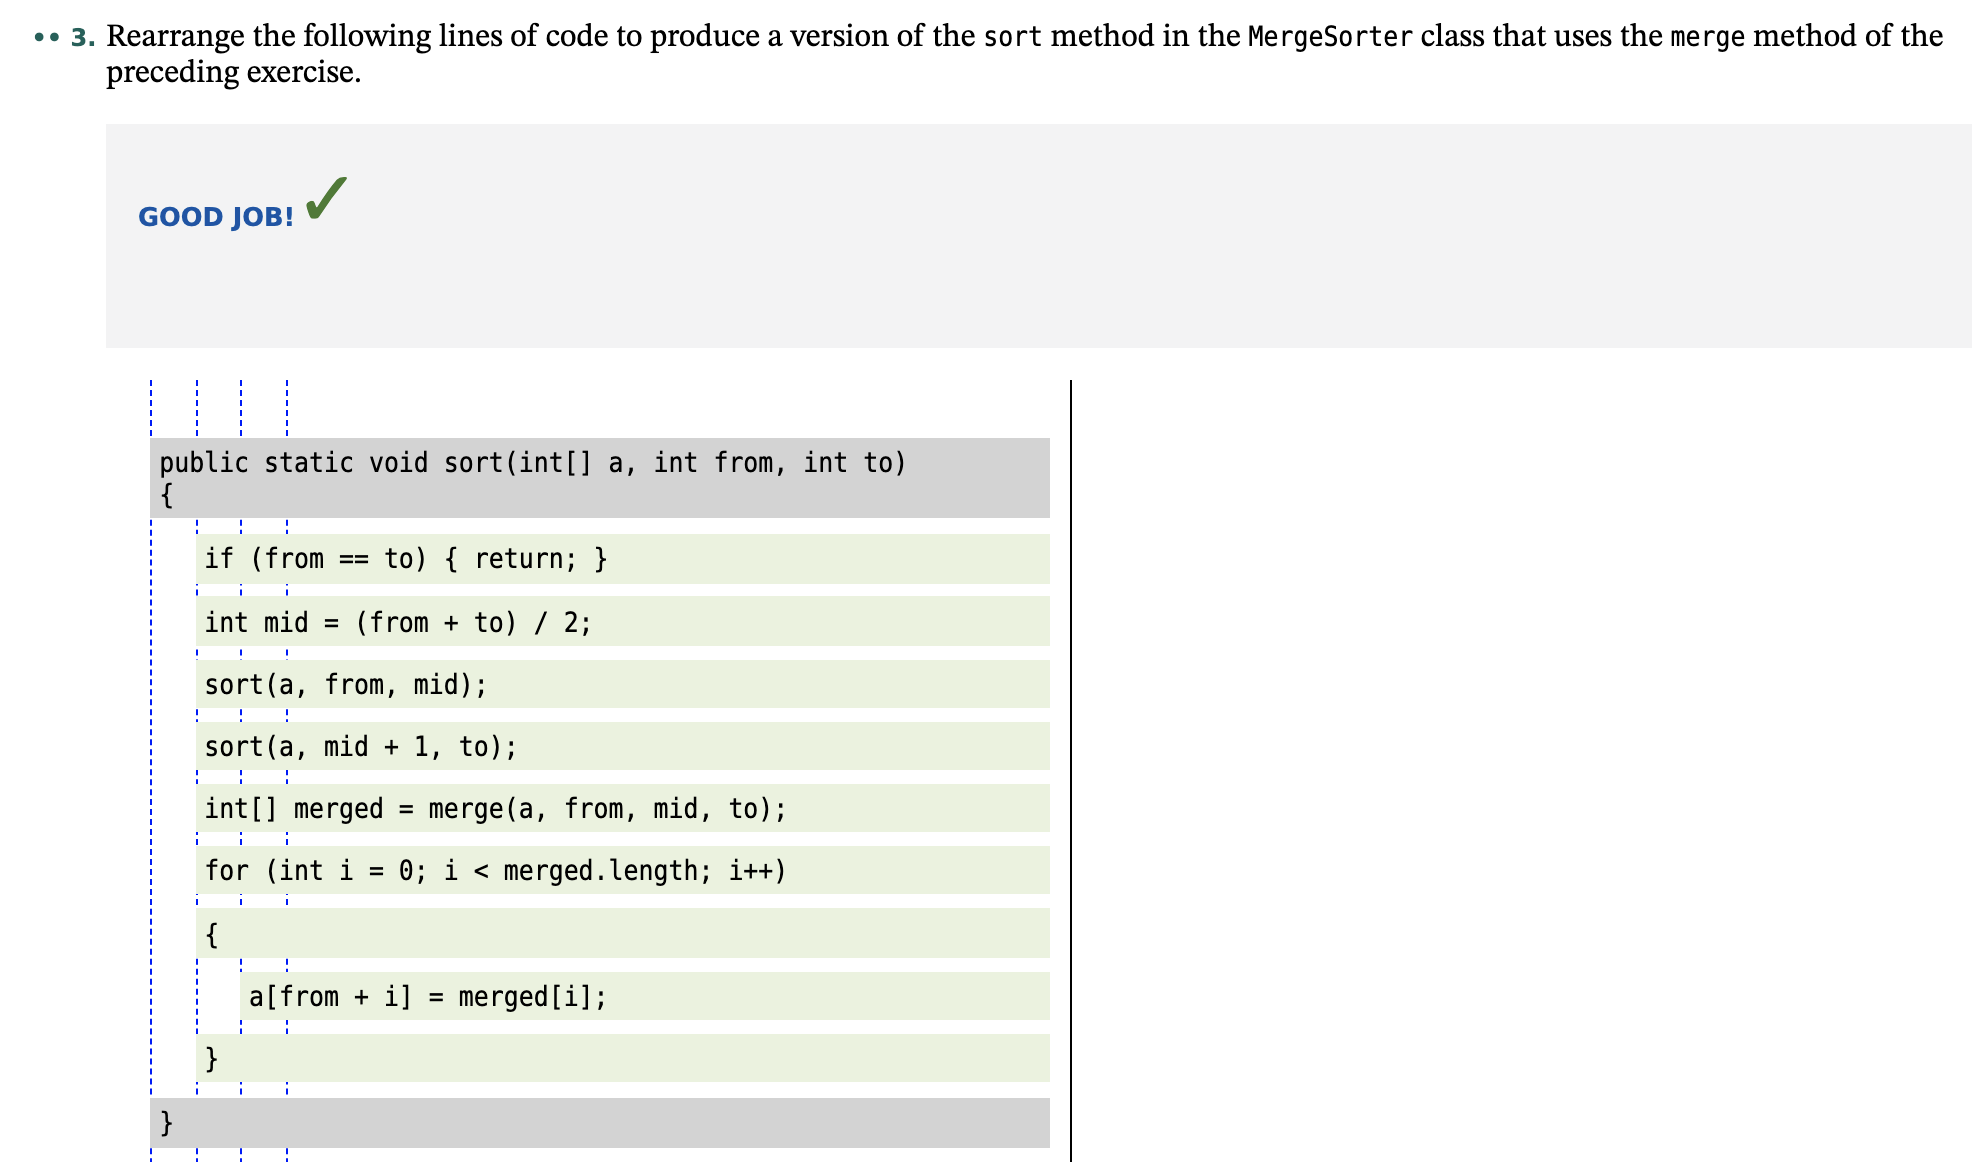 •• 3. Rearrange the following lines of code to produce a version of the sort method in the MergeSorter class that uses the merge method of the
preceding exercise.
GOOD JOB! ✓
public static void sort(int[] a, int from, int to)
{
if (from == to) { return; }
int mid = (from + to) / 2;
sort(a, from, mid);
sort(a, mid + 1, to);
int[] merged = merge(a, from, mid, to);
for (int i = 0; i < merged.length; i++)
{
a[from + i] = merged[i];
}
}